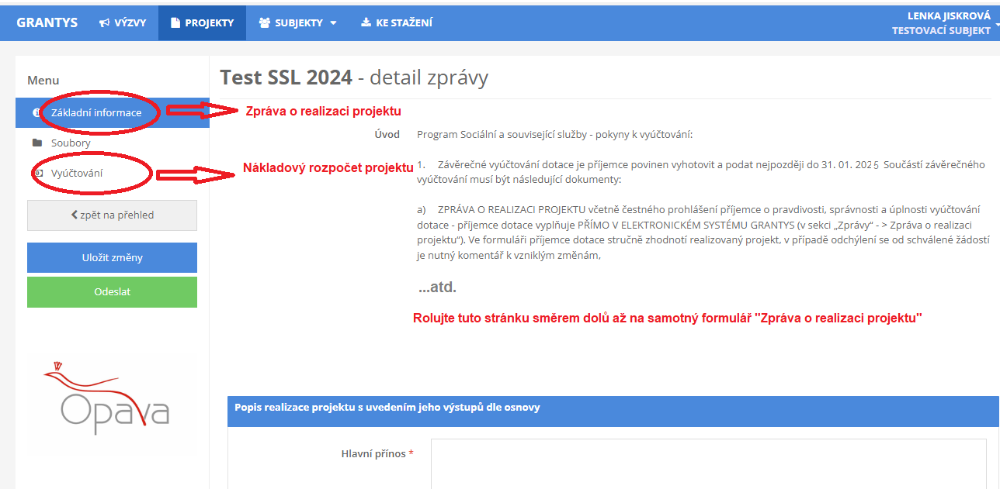 GRANTYS
VÝZVY
PROJEKTY
SUBJEKTY
KE STAŽENÍ
LENKA JISKROVÁ
TESTOVACÍ SUBJEKT
Menu
Základní informace
Soubory
Vyúčtování
zpět na přehled
Uložit změny
Odeslat
Opava
Test SSL 2024 - detail zprávy
Zpráva o realizaci projektu
Nákladový rozpočet projektu
Úvod
Program Sociální a související služby - pokyny k vyúčtování:
1. Závěrečné vyúčtování dotace je příjemce povinen vyhotovit a podat nejpozději do 31. 01. 2025 Součástí závěrečného
vyúčtování musí být následující dokumenty:
a) ZPRÁVA O REALIZACI PROJEKTU včetně čestného prohlášení příjemce o pravdivosti, správnosti a úplnosti vyúčtování
dotace - příjemce dotace vyplňuje PŘÍMO V ELEKTRONICKÉM SYSTÉMU GRANTYS (v sekci „Zprávy“ - > Zpráva o realizaci
projektu“). Ve formuláři příjemce dotace stručně zhodnotí realizovaný projekt, v případě odchýlení se od schválené žádostí
je nutný komentář k vzniklým změnám,
...atd.
Rolujte tuto stránku směrem dolů až na samotný formulář "Zpráva o realizaci projektu"
Popis realizace projektu s uvedením jeho výstupů dle osnovy
Hlavní přínos *